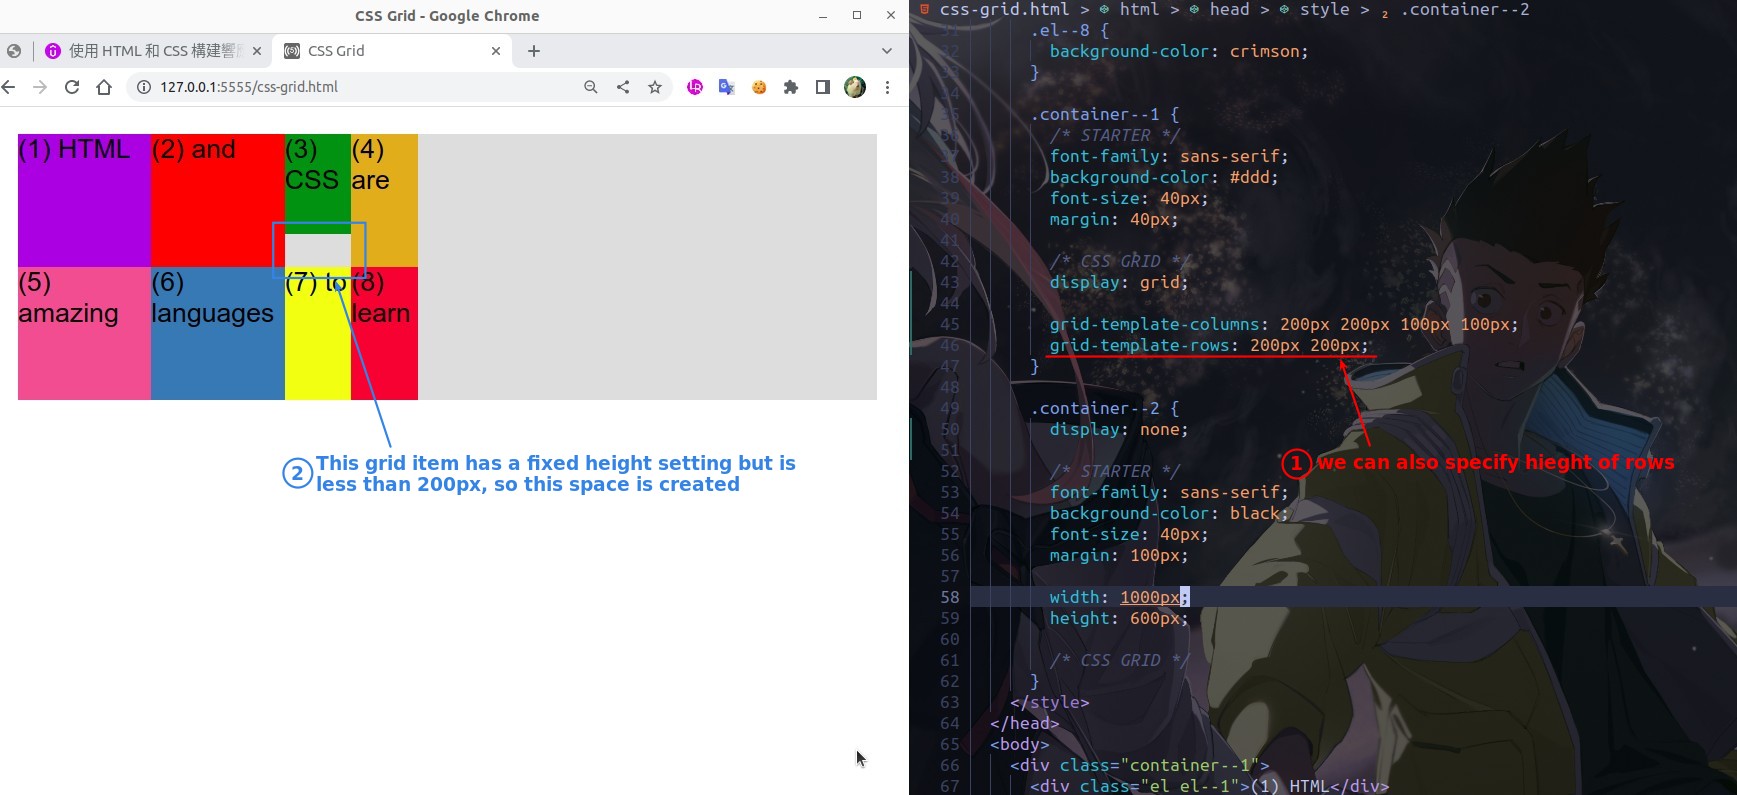 CSS Grid - Google Chrome
使用 HTML 和 CSS 構建響
CSS Grid
127.0.0.1:5555/css-grid.html
(1) HTML
(2) and
(3)
CSS
(4)
are
(5)
amazing
(6)
languages
(7) to
(8)
learn
② This grid item has a fixed height setting but is
less than 200px, so this space is created
css-grid.html > html > head > style > .container--2
31 .el--8 {
32 background-color: crimson;
33 }
34
35 .container--1 {
36 /* STARTER */
37 font-family: sans-serif;
38 background-color: #ddd;
39 font-size: 40px;
40 margin: 40px;
41
42 /* CSS GRID */
43 display: grid;
44
45 grid-template-columns: 200px 200px 100px 100px;
46 grid-template-rows: 200px 200px;
47 }
48
49 .container--2 {
50 display: none;
51
52 /* STARTER */
53 font-family: sans-serif;
54 background-color: black;
55 font-size: 40px;
56 margin: 100px;
57
58 width: 1000px;
59 height: 600px;
60
61 /* CSS GRID */
62 }
63 </style>
64 </head>
65 <body>
66 <div class="container--1">
67 <div class="el el--1">(1) HTML</div>
① we can also specify hieght of rows